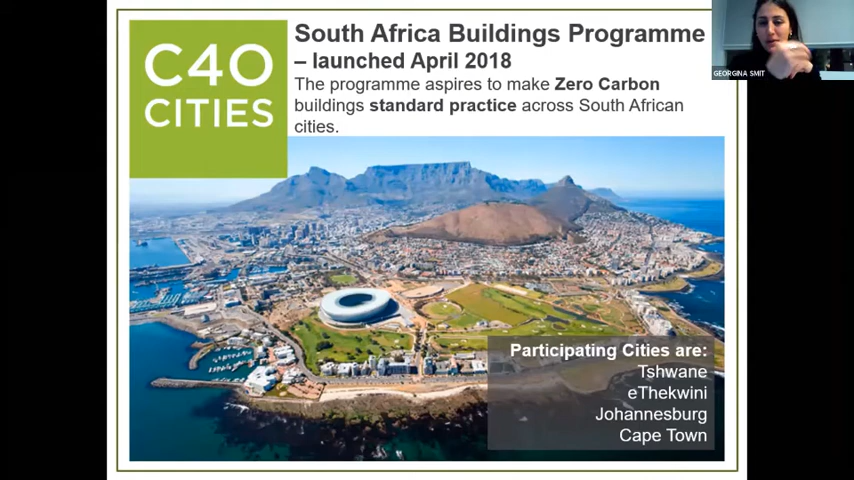 C40
CITIES
South Africa Buildings Programme
– launched April 2018
The programme aspires to make Zero Carbon
buildings standard practice across South African
cities.
GEORGINA SMIT
Participating Cities are:
Tshwane
eThekwini
Johannesburg
Cape Town